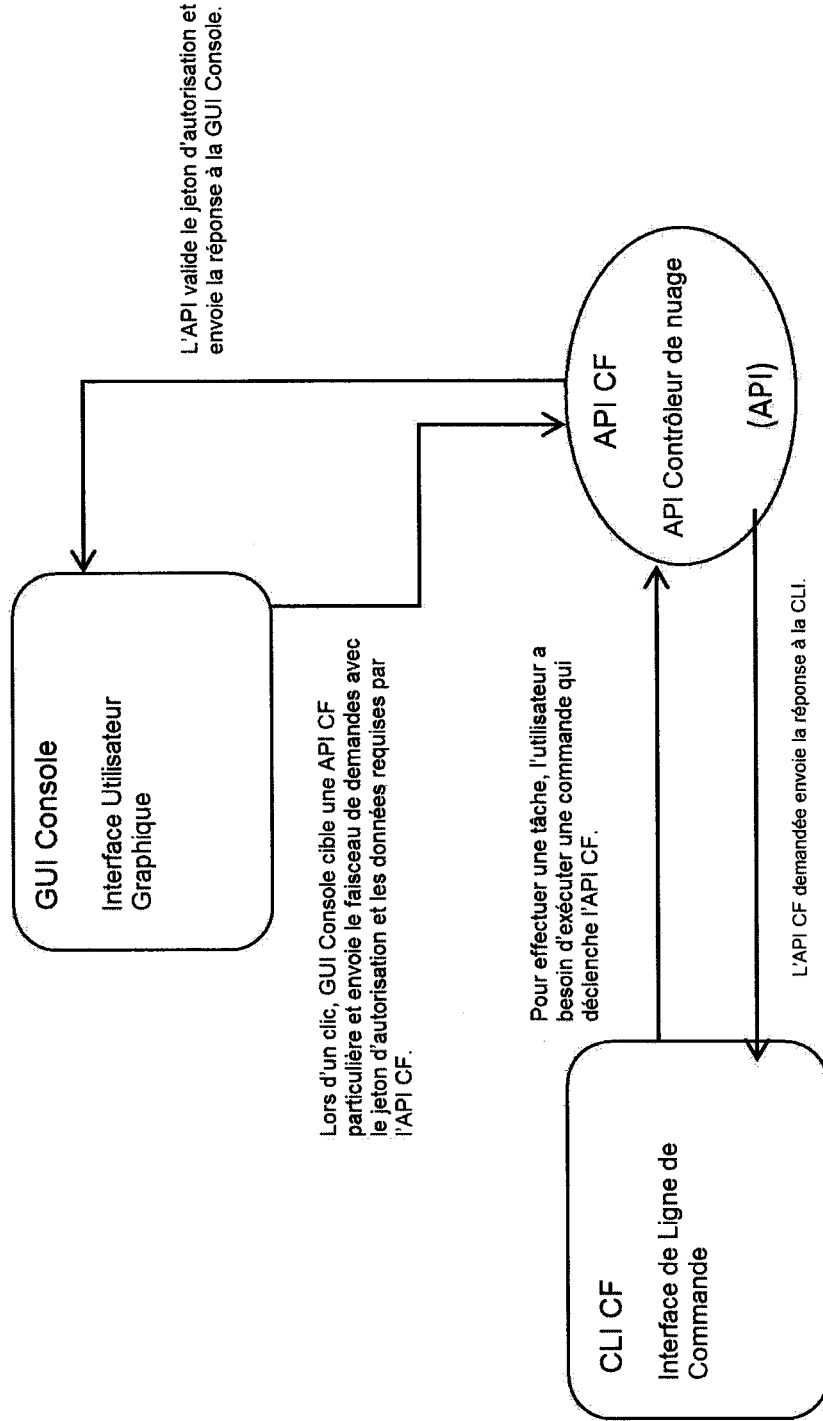 GUI Console
Interface Utilisateur
Graphique
L'API valide le jeton d'autorisation et
envoie la réponse à la GUI Console.
Lors d'un clic, GUI Console cible une API CF
particulière et envoie le faisceau de demandes avec
le jeton d'autorisation et les données requises par
l'API CF.
Pour effectuer une tâche, l'utilisateur a
besoin d'exécuter une commande qui
déclenche l'API CF.
API CF
API Contrôleur de nuage
(API)
CLI CF
Interface de Ligne de
Commande
L'API CF demandée envoie la réponse à la CLI.